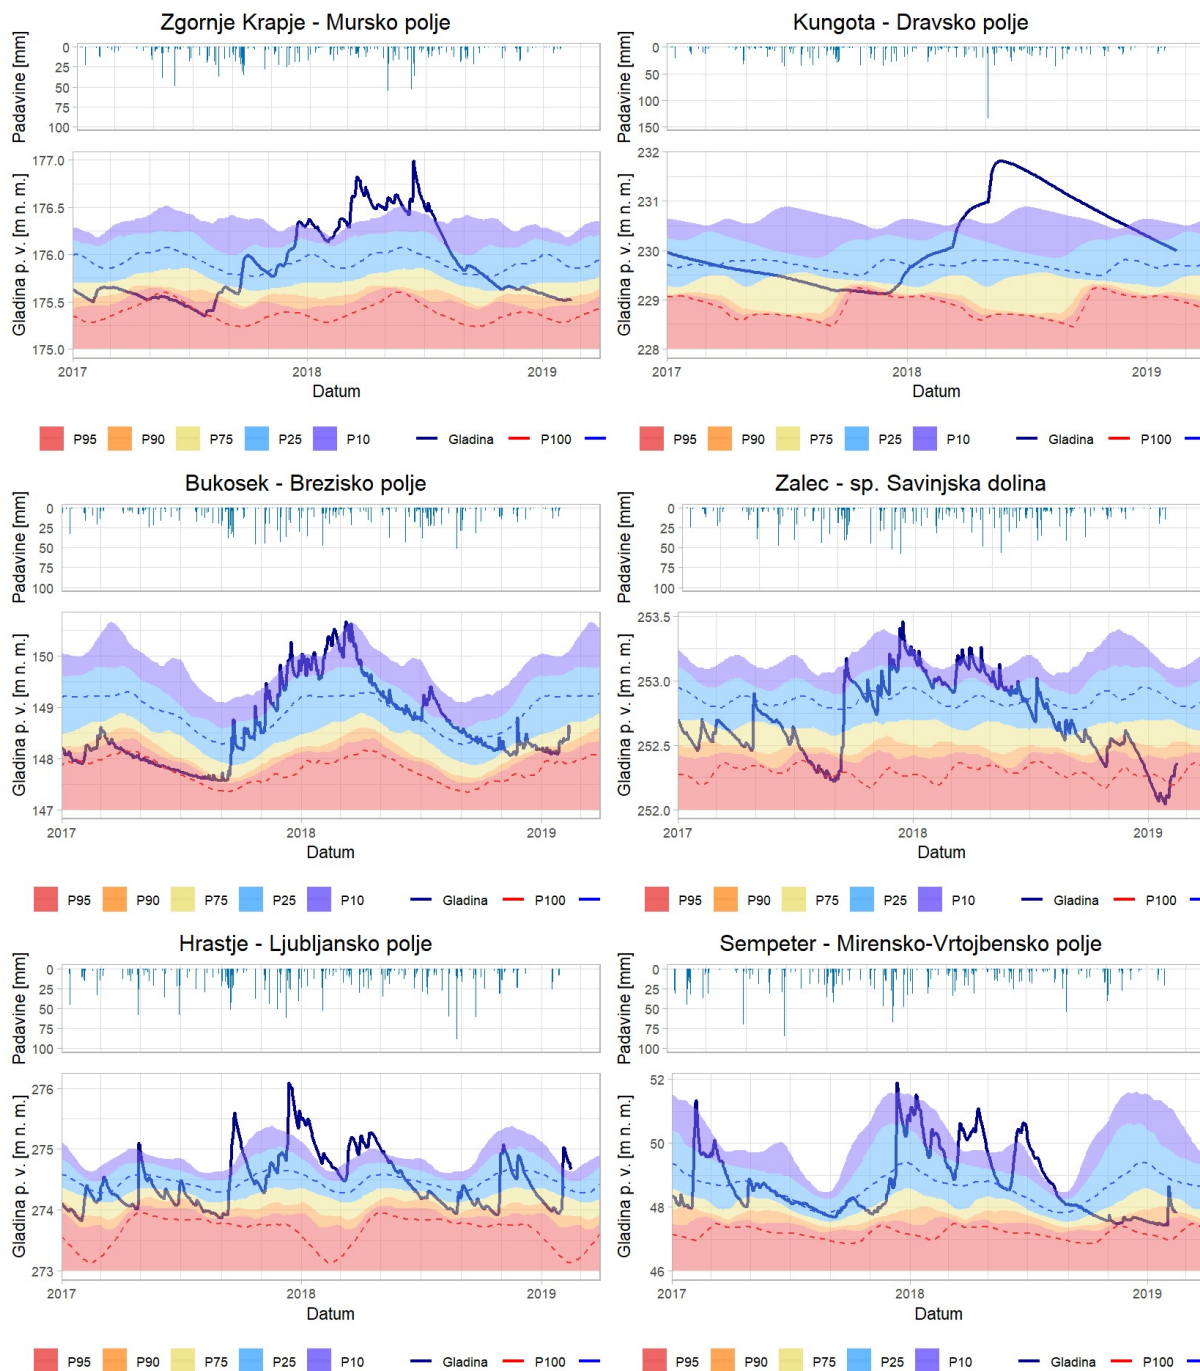 Zgornje Krapje - Mursko polje
Padavine [mm]
0
25
50
75
100
Gladina p. v. [m n. m.]
177.0
176.5
176.0
175.5
175.0
2017 2018 2019
Datum
P95 P90 P75 P25 P10 Gladina P100
Kungota - Dravsko polje
Padavine [mm]
0
50
100
150
Gladina p. v. [m n. m.]
232
231
230
229
228
2017 2018 2019
Datum
P95 P90 P75 P25 P10 Gladina P100
Bukosek - Brezisko polje
Padavine [mm]
0
25
50
75
100
Gladina p. v. [m n. m.]
150
149
148
147
2017 2018 2019
Datum
P95 P90 P75 P25 P10 Gladina P100
Zalec - sp. Savinjska dolina
Padavine [mm]
0
25
50
75
100
Gladina p. v. [m n. m.]
253.5
253.0
252.5
252.0
2017 2018 2019
Datum
P95 P90 P75 P25 P10 Gladina P100
Hrastje - Ljubljansko polje
Padavine [mm]
0
25
50
75
100
Gladina p. v. [m n. m.]
276
275
274
273
2017 2018 2019
Datum
P95 P90 P75 P25 P10 Gladina P100
Sempeter - Mirensko-Vrtojbensko polje
Padavine [mm]
0
25
50
75
100
Gladina p. v. [m n. m.]
52
50
48
46
2017 2018 2019
Datum
P95 P90 P75 P25 P10 Gladina P100